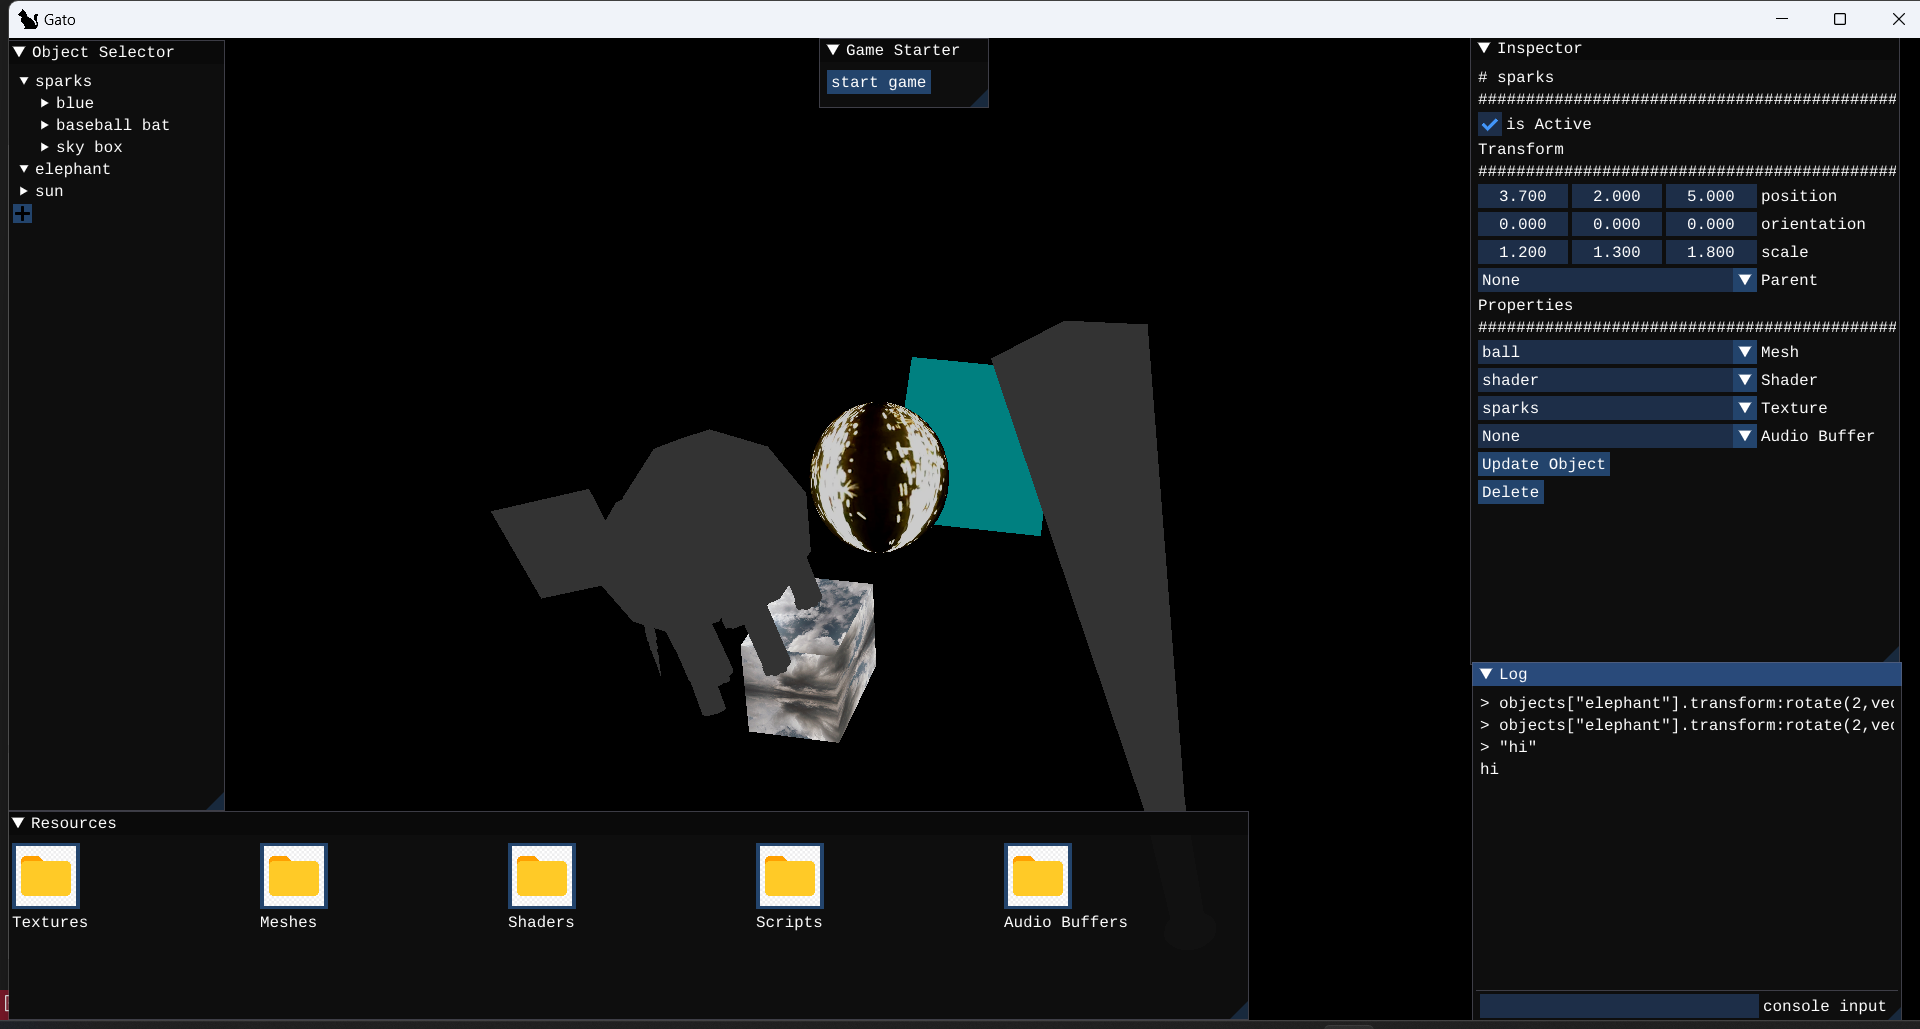 Gato
Object Selector
sparks
blue
baseball bat
sky box
elephant
sun
Game Starter
start game
Inspector
# sparks
############################################
is Active
Transform
############################################
3.700 2.000 5.000 position
0.000 0.000 0.000 orientation
1.200 1.300 1.800 scale
None Parent
Properties
############################################
ball Mesh
shader Shader
sparks Texture
None Audio Buffer
Update Object
Delete
Log
> objects["elephant"].transform:rotate(2,vec
> objects["elephant"].transform:rotate(2,vec
> "hi"
hi
console input
Resources
Textures Meshes Shaders Scripts Audio Buffers